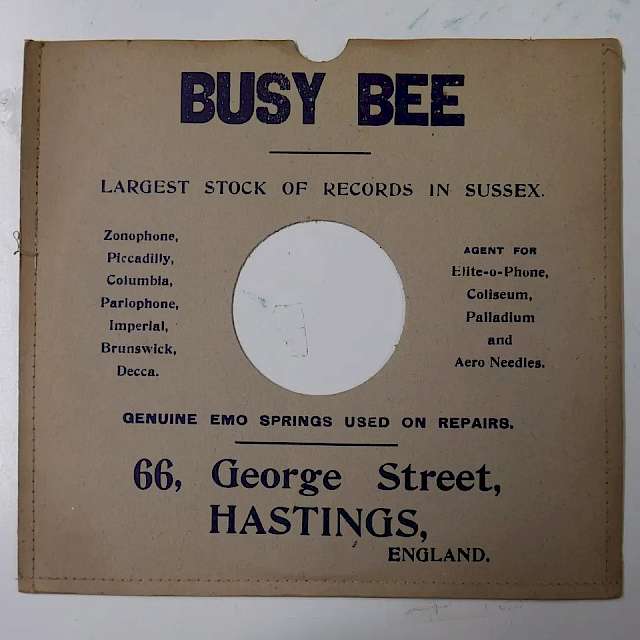 BUSY BEE
LARGEST STOCK OF RECORDS IN SUSSEX.
Zonophone,
Piccadilly,
Columbia,
Parlophone,
Imperial,
Brunswick,
Decca.
AGENT FOR
Elite-o-Phone,
Coliseum,
Palladium
and
Aero Needles.
GENUINE EMO SPRINGS USED ON REPAIRS.
66, George Street,
HASTINGS,
ENGLAND.